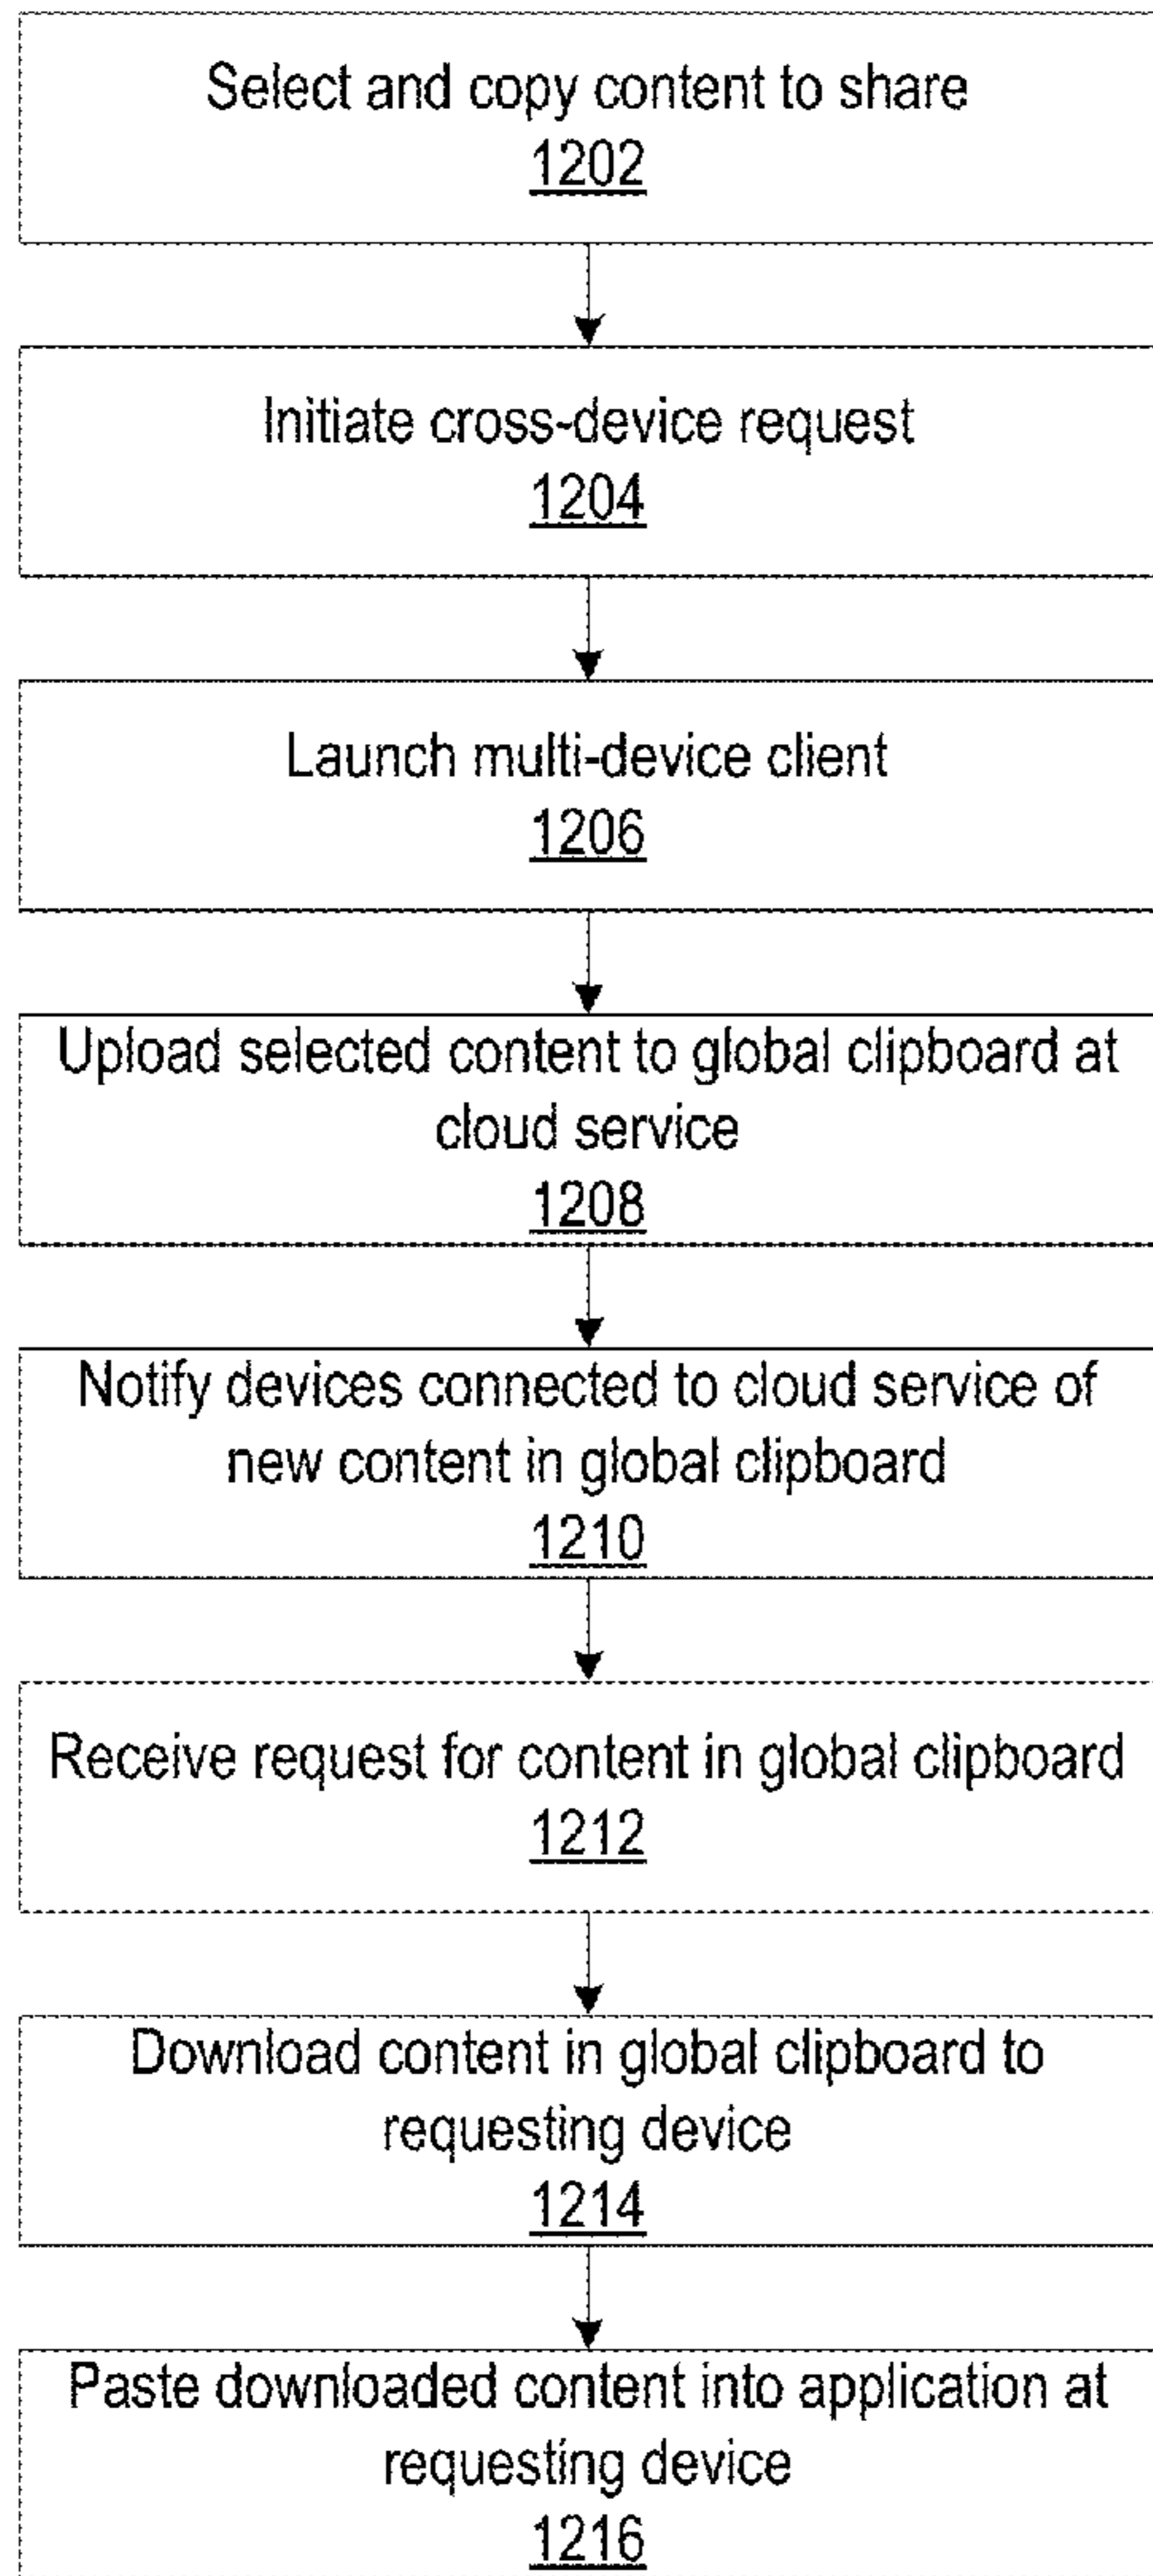 Select and copy content to share
1202
Initiate cross-device request
1204
Launch multi-device client
1206
Upload selected content to global clipboard at
cloud service
1208
Notify devices connected to cloud service of
new content in global clipboard
1210
Receive request for content in global clipboard
1212
Download content in global clipboard to
requesting device
1214
Paste downloaded content into application at
requesting device
1216